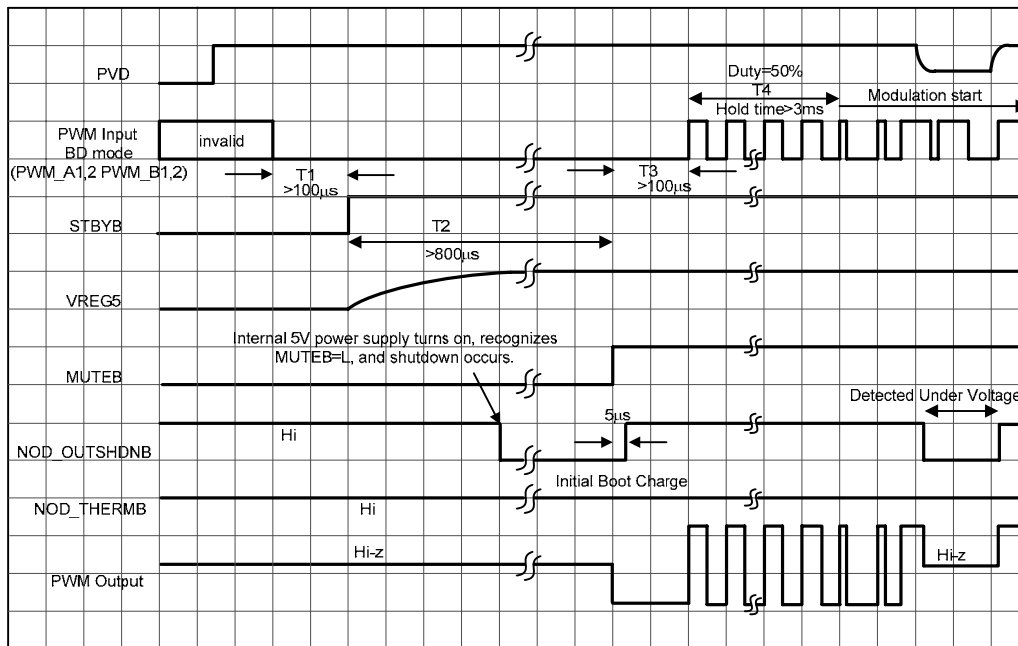 PVD
Duty=50%
T4
Hold time>3ms
Modulation start
PWM Input
BD mode
(PWM_A1,2 PWM_B1,2)
invalid
T1
>100μs
T3
>100μs
STBYB
T2
>800μs
VREG5
Internal 5V power supply turns on, recognizes
MUTEB=L, and shutdown occurs.
MUTEB
Detected Under Voltage
5μs
Hi
NOD_OUTSHDNB
Initial Boot Charge
NOD_THERMB
Hi
Hi-z
Hi-z
PWM Output